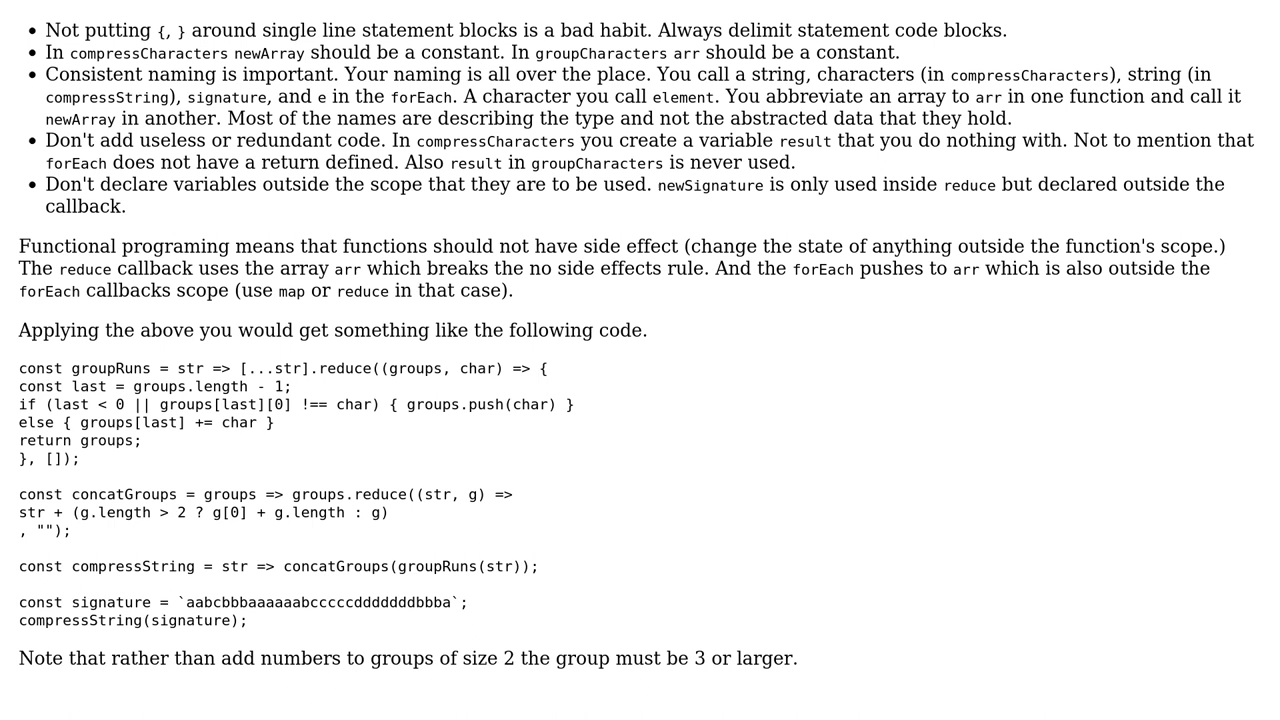 • Not putting {, } around single line statement blocks is a bad habit. Always delimit statement code blocks.
• In compressCharacters newArray should be a constant. In groupCharacters arr should be a constant.
• Consistent naming is important. Your naming is all over the place. You call a string, characters (in compressCharacters), string (in
compressString), signature, and e in the forEach. A character you call element. You abbreviate an array to arr in one function and call it
newArray in another. Most of the names are describing the type and not the abstracted data that they hold.
• Don't add useless or redundant code. In compressCharacters you create a variable result that you do nothing with. Not to mention that
forEach does not have a return defined. Also result in groupCharacters is never used.
• Don't declare variables outside the scope that they are to be used. newSignature is only used inside reduce but declared outside the
callback.
Functional programing means that functions should not have side effect (change the state of anything outside the function's scope.)
The reduce callback uses the array arr which breaks the no side effects rule. And the forEach pushes to arr which is also outside the
forEach callbacks scope (use map or reduce in that case).
Applying the above you would get something like the following code.
const groupRuns = str => [...str].reduce((groups, char) => {
const last = groups.length - 1;
if (last < 0 || groups[last][0] !== char) { groups.push(char) }
else { groups[last] += char }
return groups;
}, []);
const concatGroups = groups => groups.reduce((str, g) =>
str + (g.length > 2 ? g[0] + g.length : g)
, "");
const compressString = str => concatGroups(groupRuns(str));
const signature = `aabcbbbaaaaaabcccccdddddddbbba`;
compressString(signature);
Note that rather than add numbers to groups of size 2 the group must be 3 or larger.